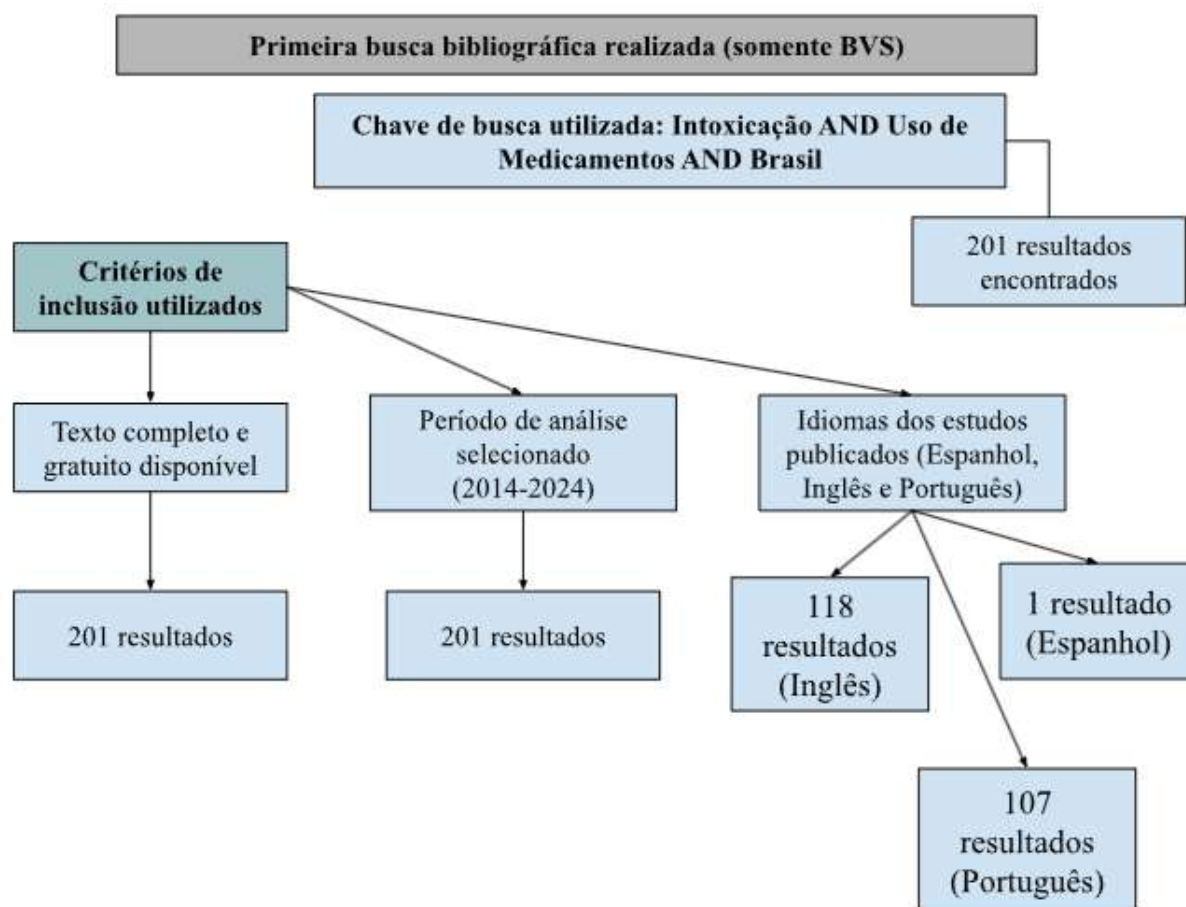 Primeira busca bibliográfica realizada (somente BVS)
Chave de busca utilizada: Intoxicação AND Uso de
Medicamentos AND Brasil
201 resultados
encontrados
Critérios de
inclusão utilizados
Texto completo e
gratuito disponível
Período de análise
selecionado
(2014-2024)
Idiomas dos estudos
publicados (Espanhol,
Inglês e Português)
201 resultados
201 resultados
118
resultados
(Inglês)
1 resultado
(Espanhol)
107
resultados
(Português)